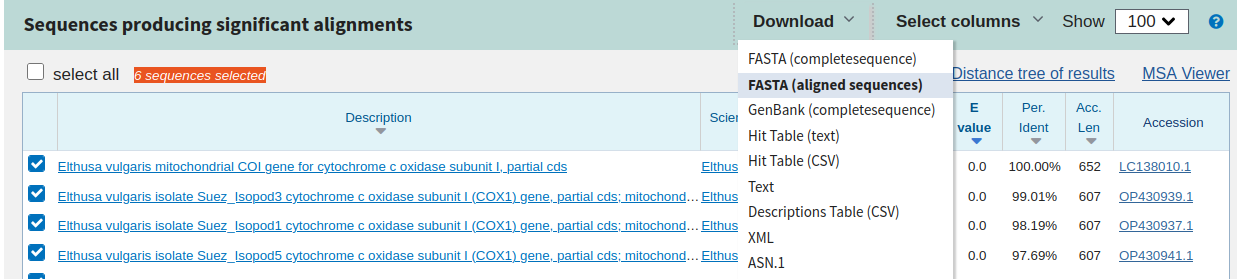 Sequences producing significant alignments Download Select columns Show 100 ?
FASTA (completesequence)
select all 6 sequences selected FASTA (aligned sequences) Distance tree of results MSA Viewer
GenBank (completesequence)
Description E value Per. Ident Acc. Len Accession
Hit Table (text)
Hit Table (CSV)
Elthusa vulgaris mitochondrial COI gene for cytochrome c oxidase subunit I, partial cds Elthus 0.0 100.00% 652 LC138010.1
Text
Elthusa vulgaris isolate Suez_Isopod3 cytochrome c oxidase subunit I (COX1) gene, partial cds; mitochond... Elthus 0.0 99.01% 607 OP430939.1
Descriptions Table (CSV)
Elthusa vulgaris isolate Suez_Isopod1 cytochrome c oxidase subunit I (COX1) gene, partial cds; mitochond... Elthus 0.0 98.19% 607 OP430937.1
XML
Elthusa vulgaris isolate Suez_Isopod5 cytochrome c oxidase subunit I (COX1) gene, partial cds; mitochond... Elthus 0.0 97.69% 607 OP430941.1
ASN.1